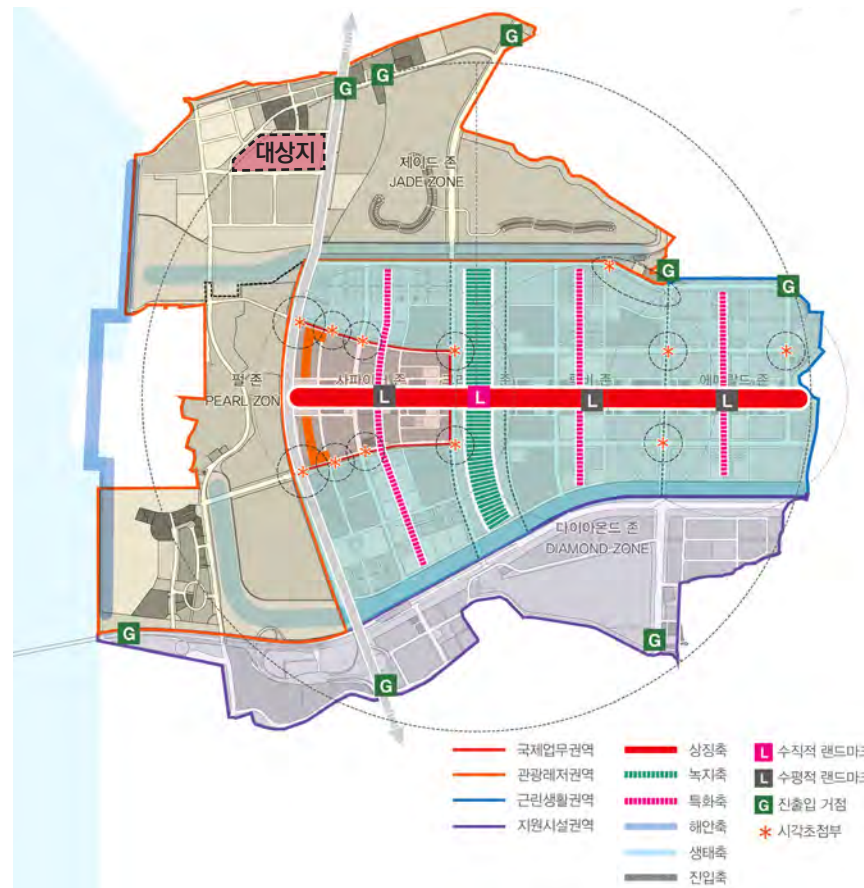 G
G
G
대상지
제이드 존
JADE ZONE
G
G
펄 존
PEARL ZON
사파이
존
존
에메랄드 존
L
L
L
L
다이아몬드 존
DIAMOND ZONE
G
G
G
국제업무권역
관광레저권역
근린생활권역
지원시설권역
상징축
녹지축
특화축
해안축
생태축
진입축
L 수직적 랜드마크
L 수평적 랜드마크
G 진출입 거점
시각초점부